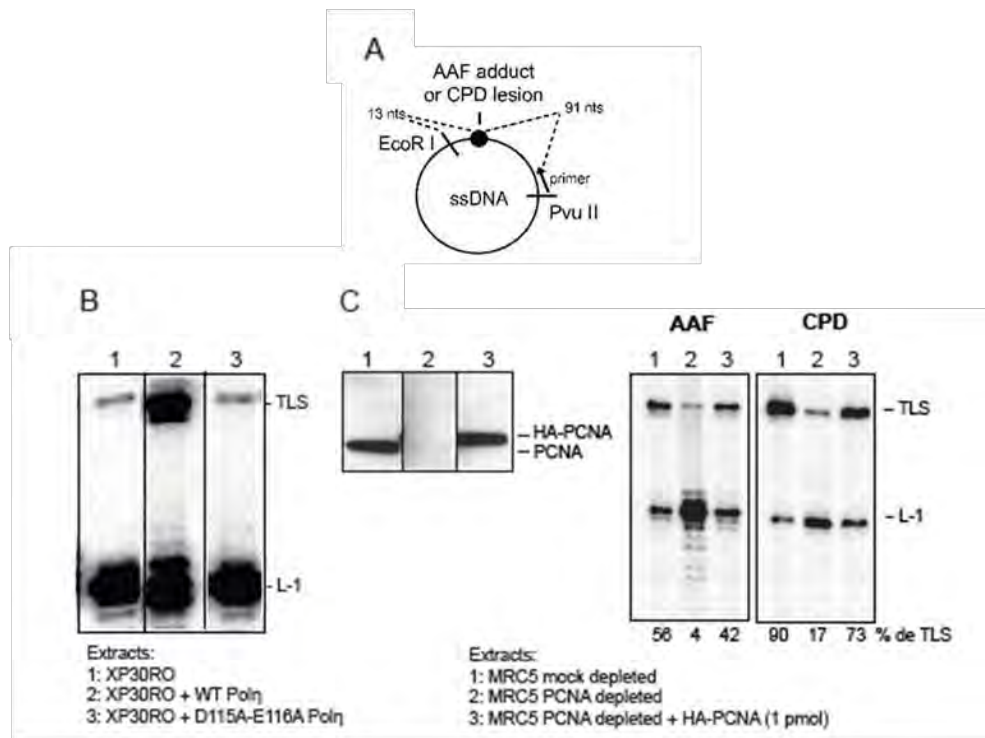 A
AAF adduct
or CPD lesion
13 nts
91 nts
EcoR I
primer
ssDNA
Pvu II
B
1 2 3
TLS
L-1
Extracts:
1: XP30RO
2: XP30RO + WT Polη
3: XP30RO + D115A-E116A Polη
C
1 2 3
HA-PCNA
PCNA
AAF CPD
1 2 3 1 2 3
TLS
L-1
56 4 42 90 17 73 % de TLS
Extracts:
1: MRC5 mock depleted
2: MRC5 PCNA depleted
3: MRC5 PCNA depleted + HA-PCNA (1 pmol)